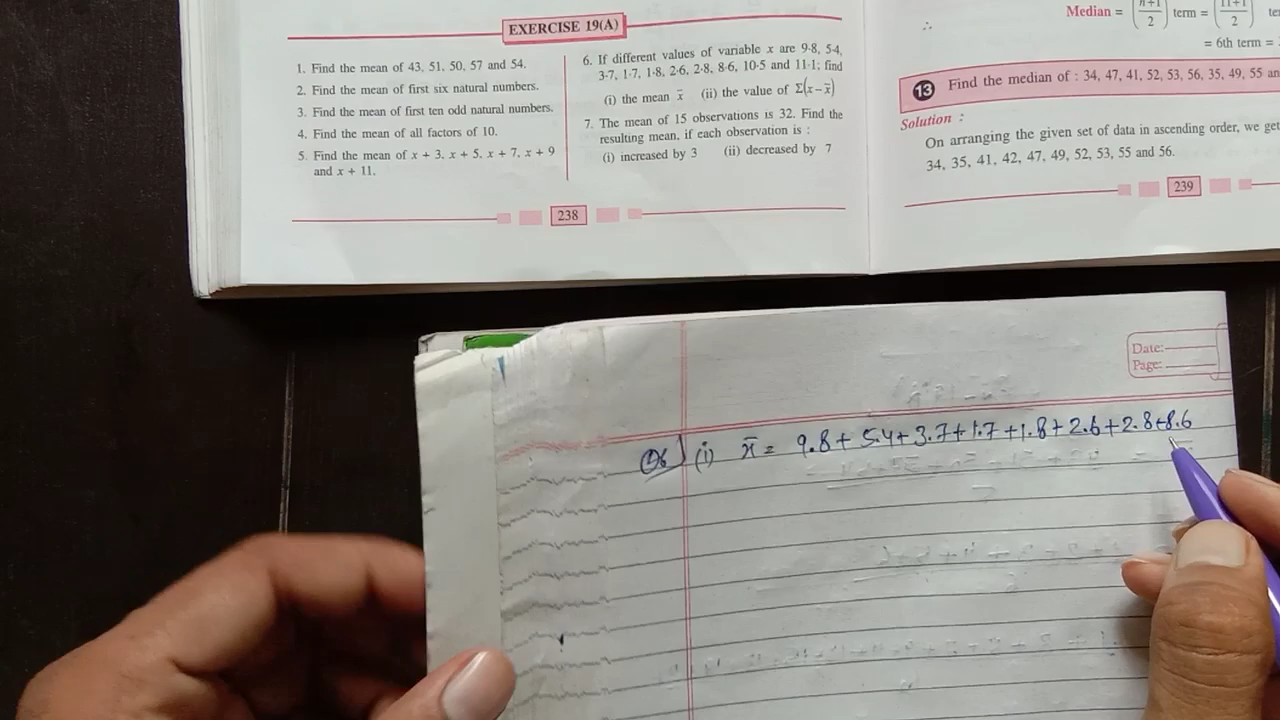 EXERCISE 19(A)
1. Find the mean of 43, 51, 50, 57 and 54.
2. Find the mean of first six natural numbers.
3. Find the mean of first ten odd natural numbers.
4. Find the mean of all factors of 10.
5. Find the mean of x + 3, x + 5, x + 7, x + 9
and x + 11.
6. If different values of variable x are 9·8, 5·4,
3·7, 1·7, 1·8, 2·6, 2·8, 8·6, 10·5 and 11·1; find
(i) the mean x̄ (ii) the value of Σ(x – x̄)
7. The mean of 15 observations is 32. Find the
resulting mean, if each observation is :
(i) increased by 3 (ii) decreased by 7
238
∴ Median = (n+1/2) term = (11+1/2)
= 6th term =
13 Find the median of : 34, 47, 41, 52, 53, 56, 35, 49, 55
Solution :
On arranging the given set of data in ascending order, we get
34, 35, 41, 42, 47, 49, 52, 53, 55 and 56.
239
Date:
Page:
Q6) (i) x̄ = 9.8 + 5.4 + 3.7 + 1.7 + 1.8 + 2.6 + 2.8 + 8.6